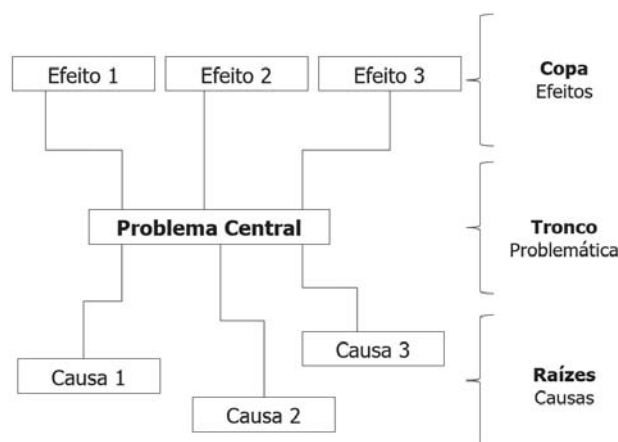 Efeito 1
Efeito 2
Efeito 3
Copa
Efeitos
Problema Central
Tronco
Problemática
Causa 1
Causa 2
Causa 3
Raízes
Causas